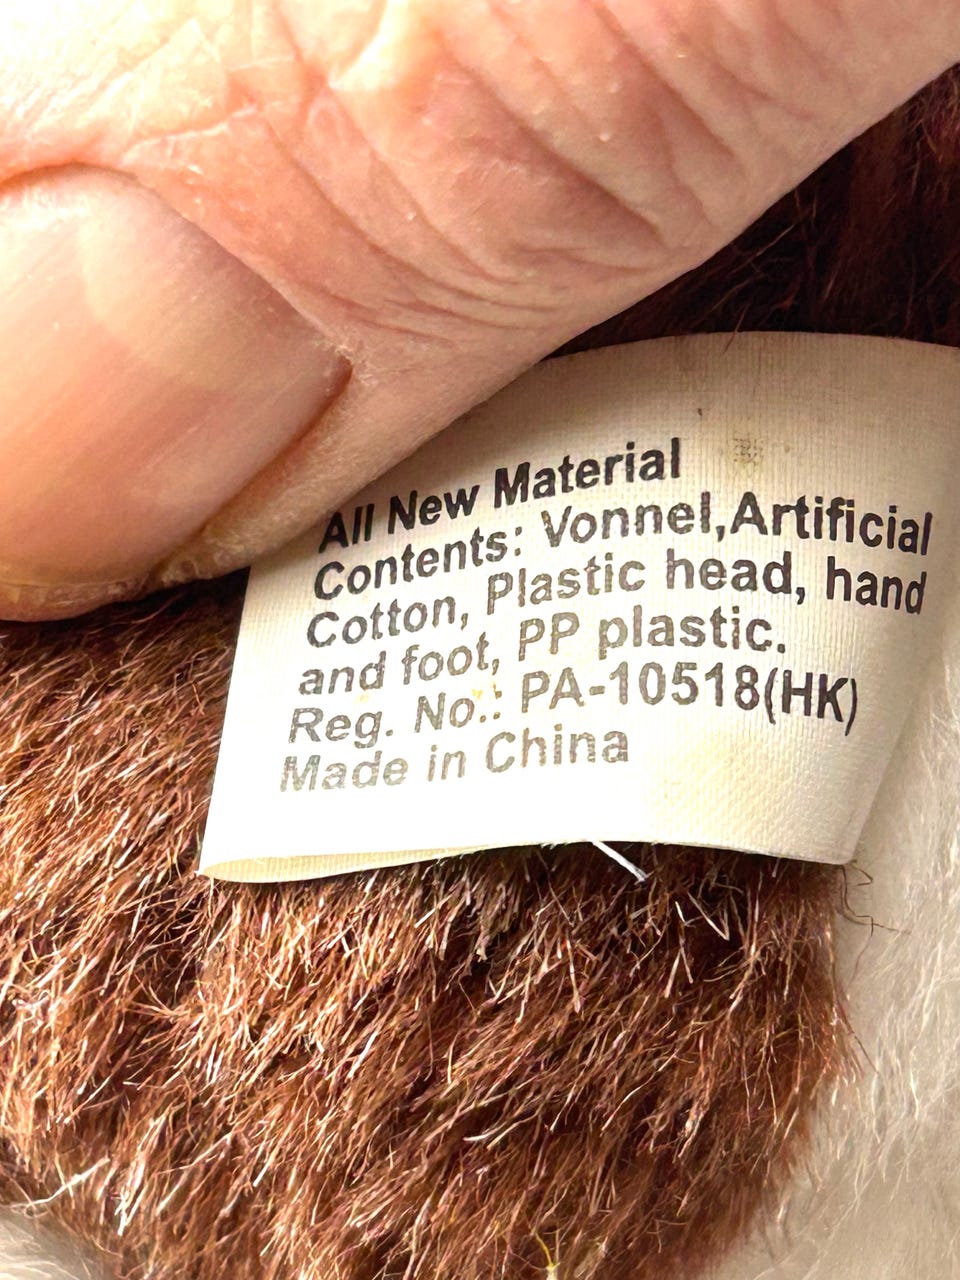 All New Material
Contents: Vonnel,Artificial
Cotton, Plastic head, hand
and foot, PP plastic.
Reg. No.: PA-10518(HK)
Made in China